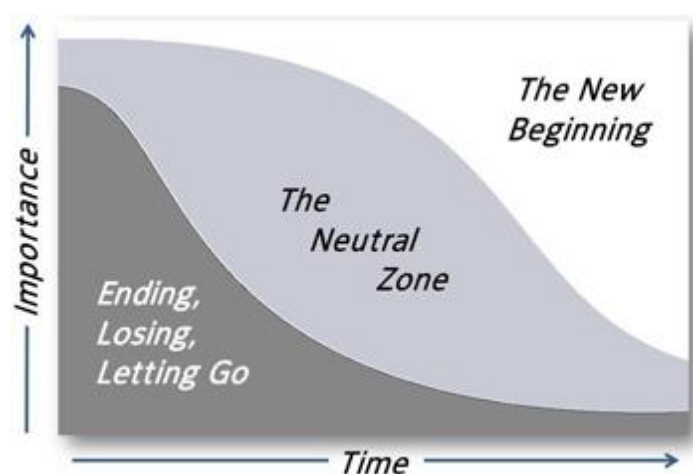 Importance
The New
Beginning
The
Neutral
Zone
Ending,
Losing,
Letting Go
Time